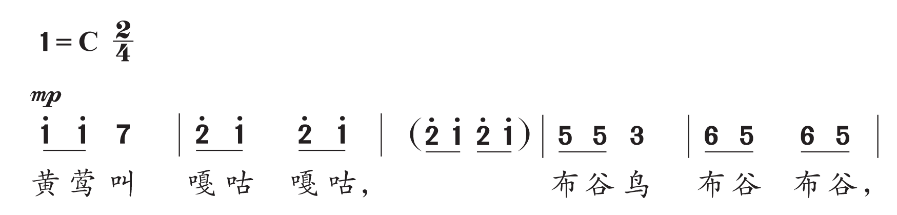 1=C 2/4
mp
i̇ i̇ 7 | 2̇ i̇ 2̇ i̇ | (2̇ i̇ 2̇ i̇) | 5 5 3 | 6 5 6 5 |
黄莺叫 嘎咕 嘎咕， 布谷鸟 布谷 布谷，